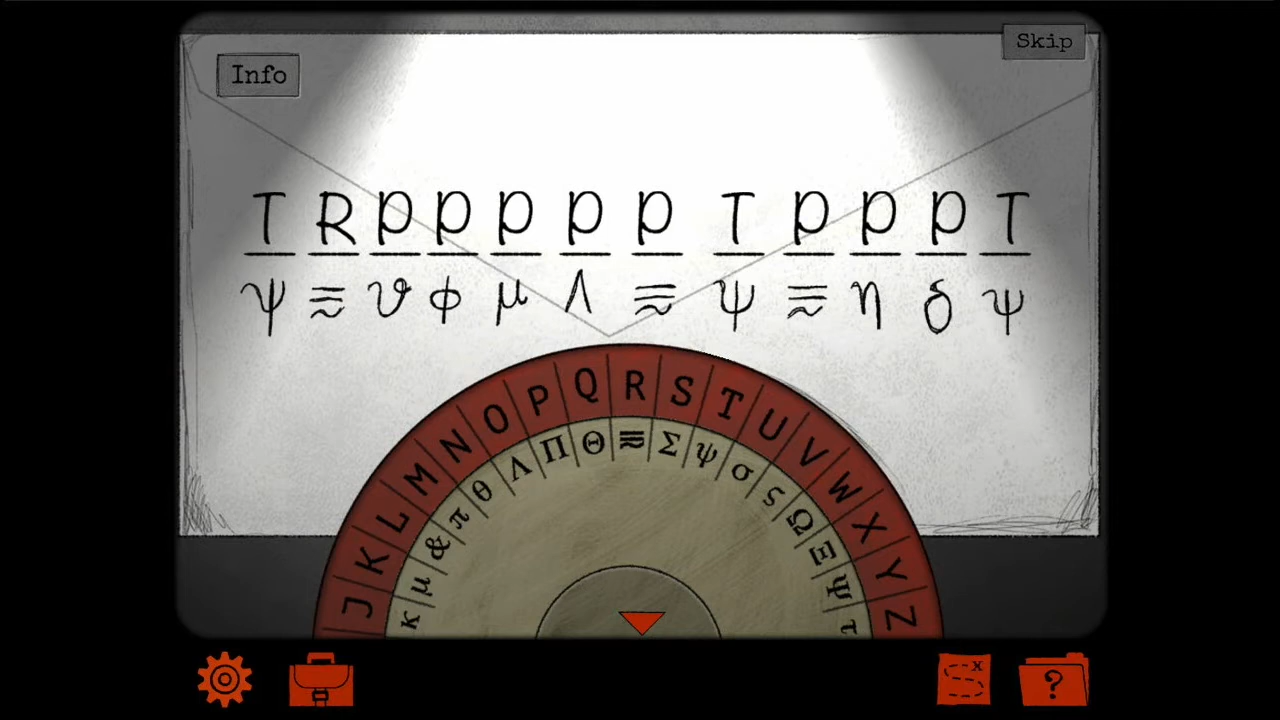 Skip
Info
T R P P P P P T P P P T
ψ ≋ ϑ ϕ μ Λ ≋ ψ ≋ η δ ψ
J K L M N O P Q R S T U V W X Y Z
κ μ & π θ Λ Π Θ ≋ Σ ψ σ ς Ω Ξ Ψ τ
x
?